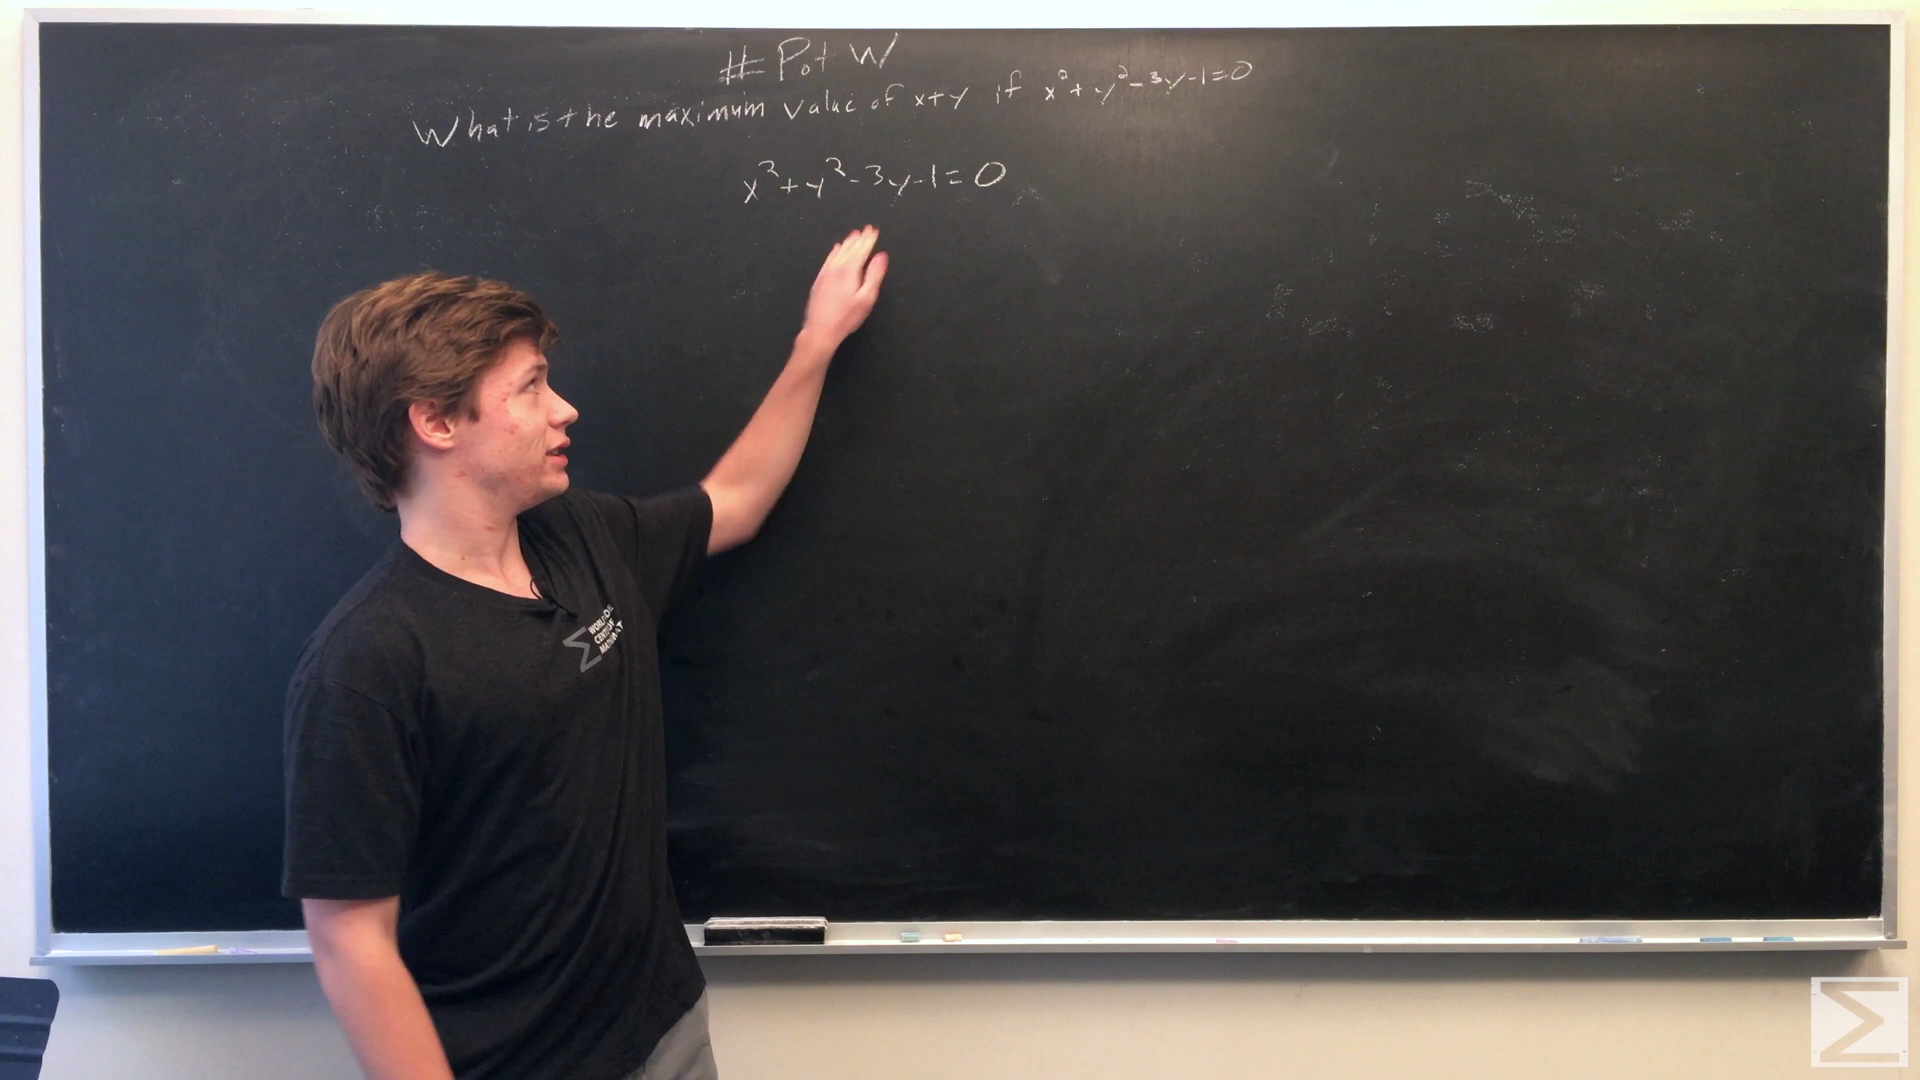 # PotW
What is the maximum value of x+y if x²+y²-3y-1=0
x²+y²-3y-1=0